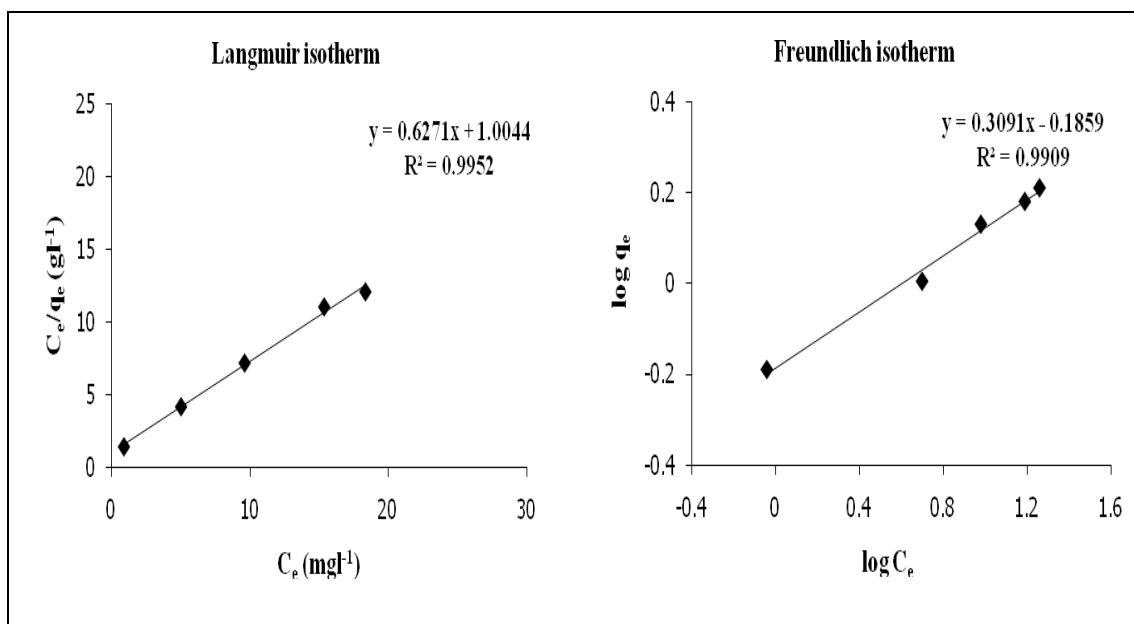 Langmuir isotherm
25
20
15
10
5
0
0 10 20 30
y = 0.6271x + 1.0044
R² = 0.9952
Cₑ/qₑ (gl⁻¹)
Cₑ (mgl⁻¹)
Freundlich isotherm
0.4
0.2
0
-0.2
-0.4
-0.4 0 0.4 0.8 1.2 1.6
y = 0.3091x - 0.1859
R² = 0.9909
log qₑ
log Cₑ